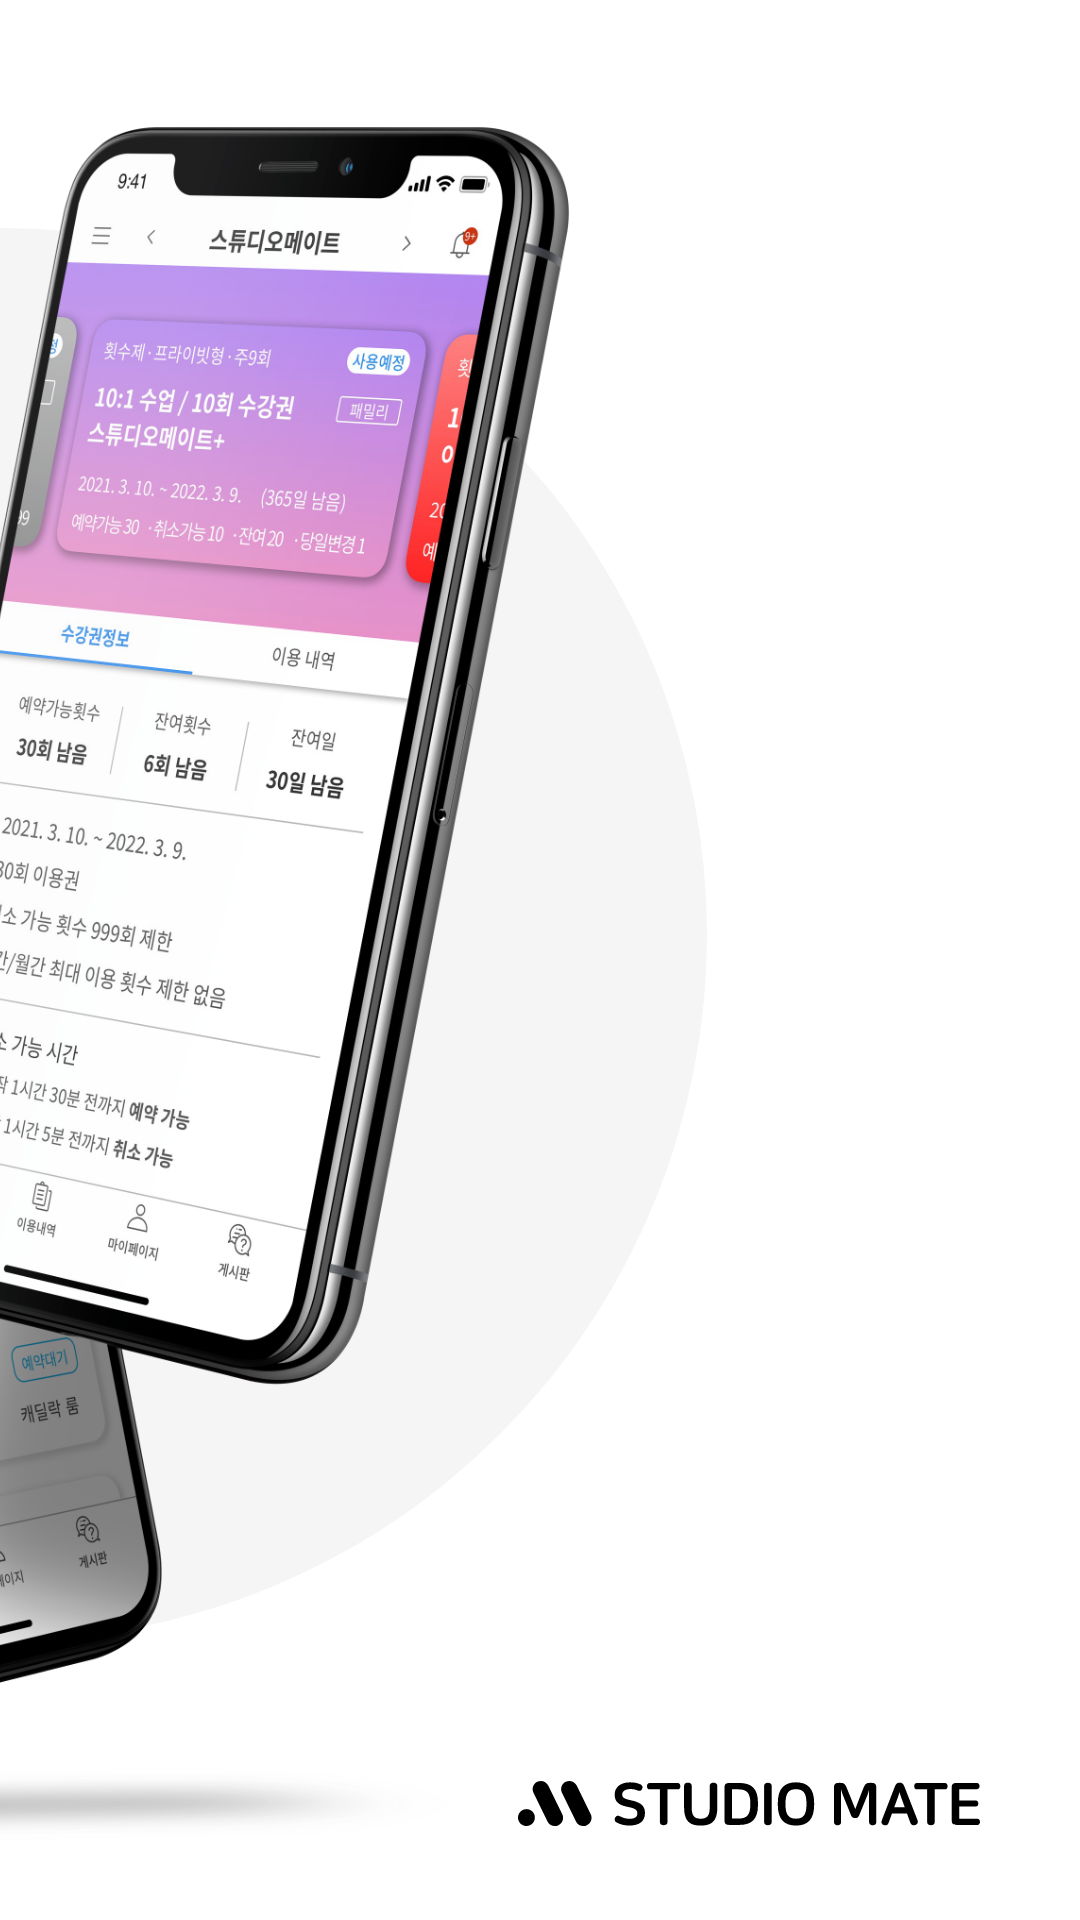 9:41
스튜디오메이트
9+
정
횟수제 · 프라이빗형 · 주9회
사용예정
10:1 수업 / 10회 수강권
패밀리
스튜디오메이트+
2021. 3. 10. ~ 2022. 3. 9. (365일 남음)
예약가능 30 · 취소가능 10 · 잔여 20 · 당일변경 1
99
횟
1
20
예
수강권정보
이용 내역
예약가능횟수
잔여횟수
잔여일
30회 남음
6회 남음
30일 남음
2021. 3. 10. ~ 2022. 3. 9.
30회 이용권
소 가능 횟수 999회 제한
간/월간 최대 이용 횟수 제한 없음
소 가능 시간
작 1시간 30분 전까지 예약 가능
1시간 5분 전까지 취소 가능
이용내역
마이페이지
게시판
예약대기
캐딜락 룸
페이지
게시판
STUDIO MATE